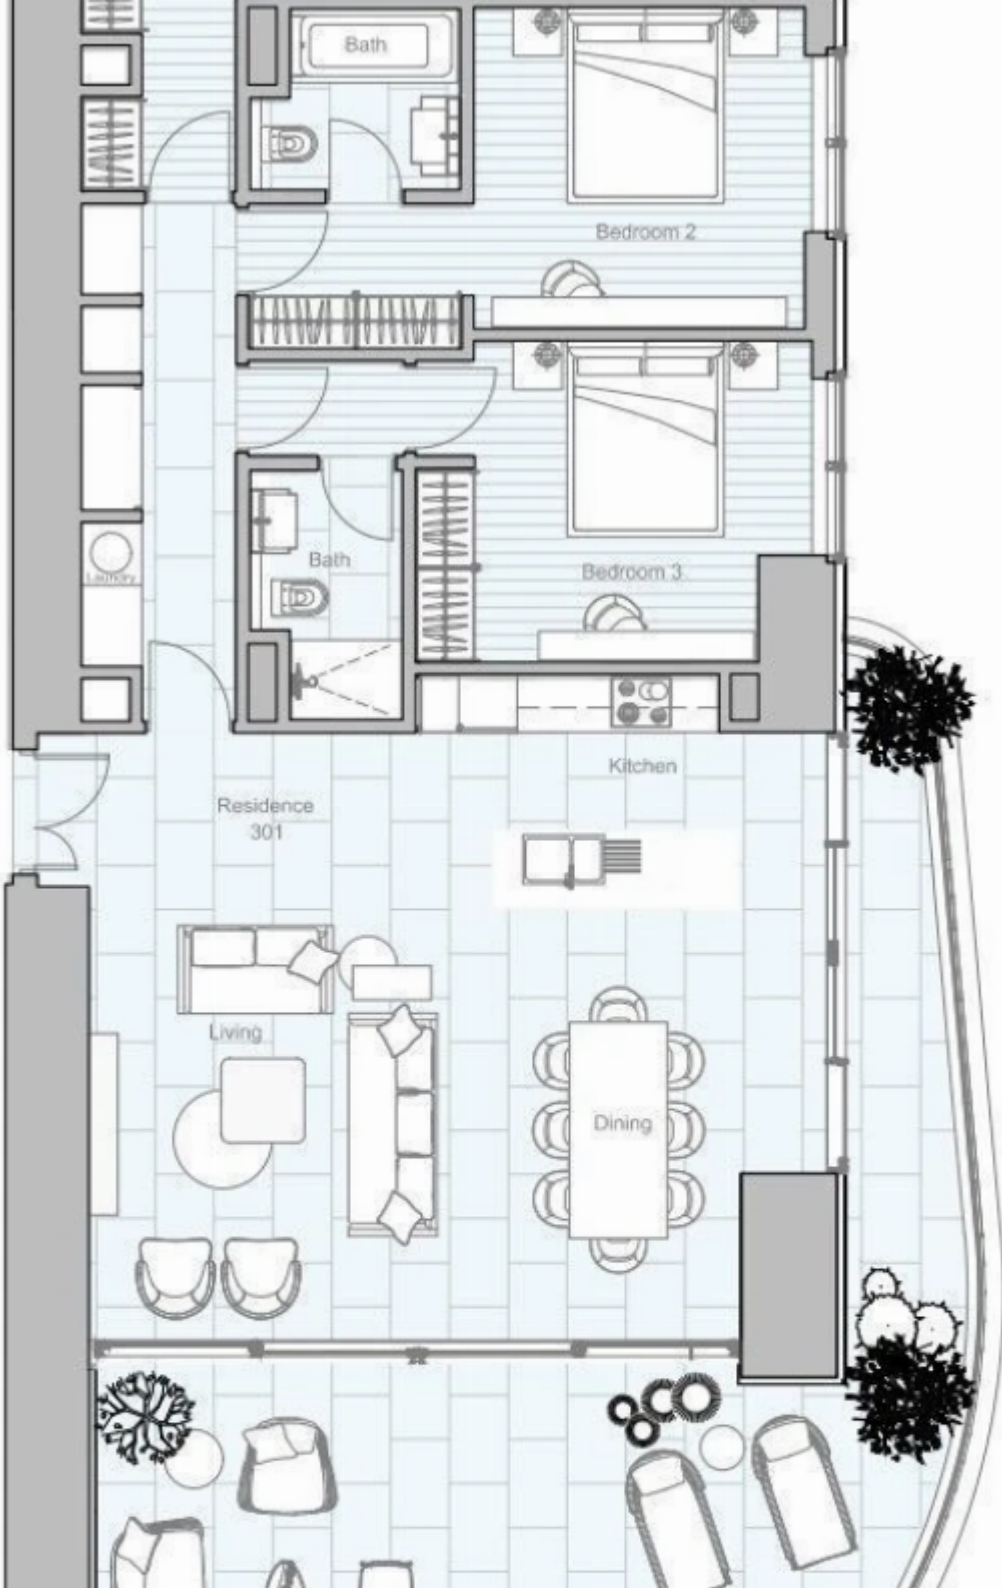 Bath
Bedroom 2
Bath
Bedroom 3
Laundry
Kitchen
Residence
301
Living
Dining